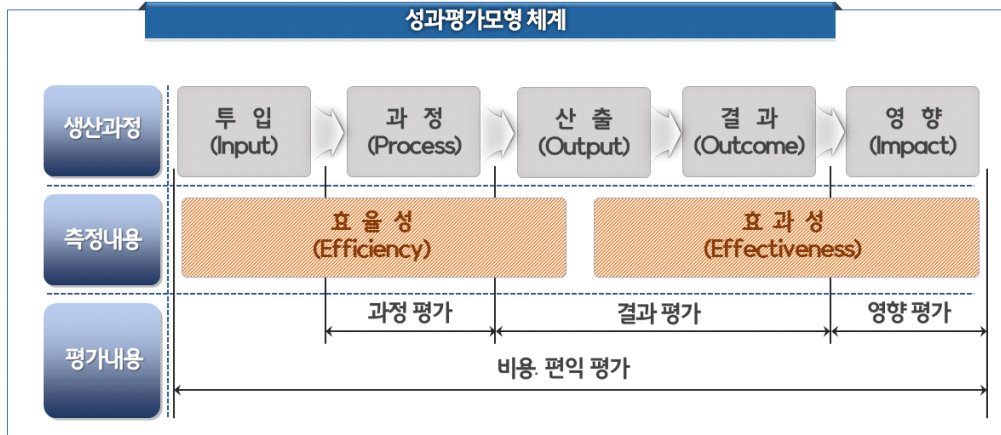 성과평가모형 체계
생산과정
투 입
(Input)
과 정
(Process)
산 출
(Output)
결 과
(Outcome)
영 향
(Impact)
측정내용
효 율 성
(Efficiency)
효 과 성
(Effectiveness)
평가내용
과정 평가
결과 평가
영향 평가
비용. 편익 평가